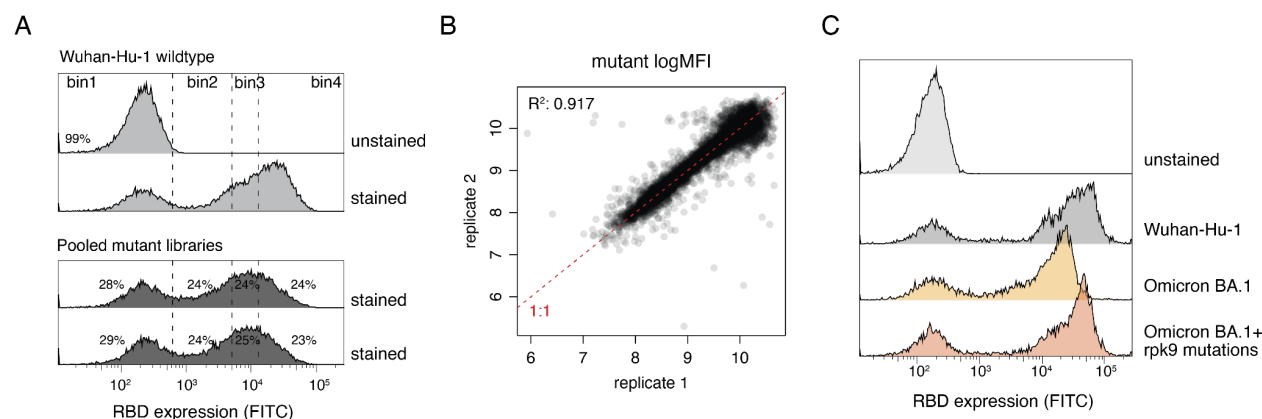 A
Wuhan-Hu-1 wildtype
bin1
bin2
bin3
bin4
99%
unstained
stained
Pooled mutant libraries
28%
24%
24%
24%
stained
29%
24%
25%
23%
stained
10²
10³
10⁴
10⁵
RBD expression (FITC)
B
mutant logMFI
R²: 0.917
10
9
8
7
6
replicate 2
1:1
6
7
8
9
10
replicate 1
C
unstained
Wuhan-Hu-1
Omicron BA.1
Omicron BA.1+
rpk9 mutations
10²
10³
10⁴
10⁵
RBD expression (FITC)